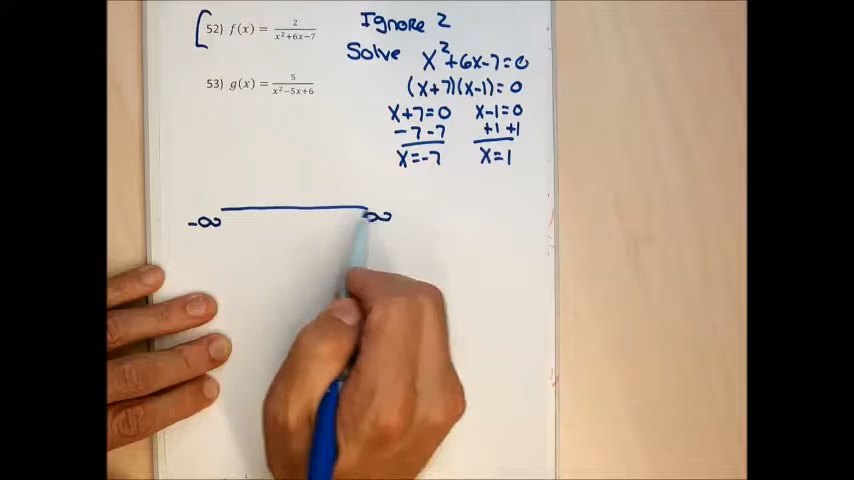 52) f(x) = 2/(x²+6x−7)
53) g(x) = 5/(x²−5x+6)
Ignore 2
Solve x²+6x-7=0
(x+7)(x-1)=0
x+7=0 x-1=0
-7 -7 +1 +1
x=-7 x=1
-∞ ∞